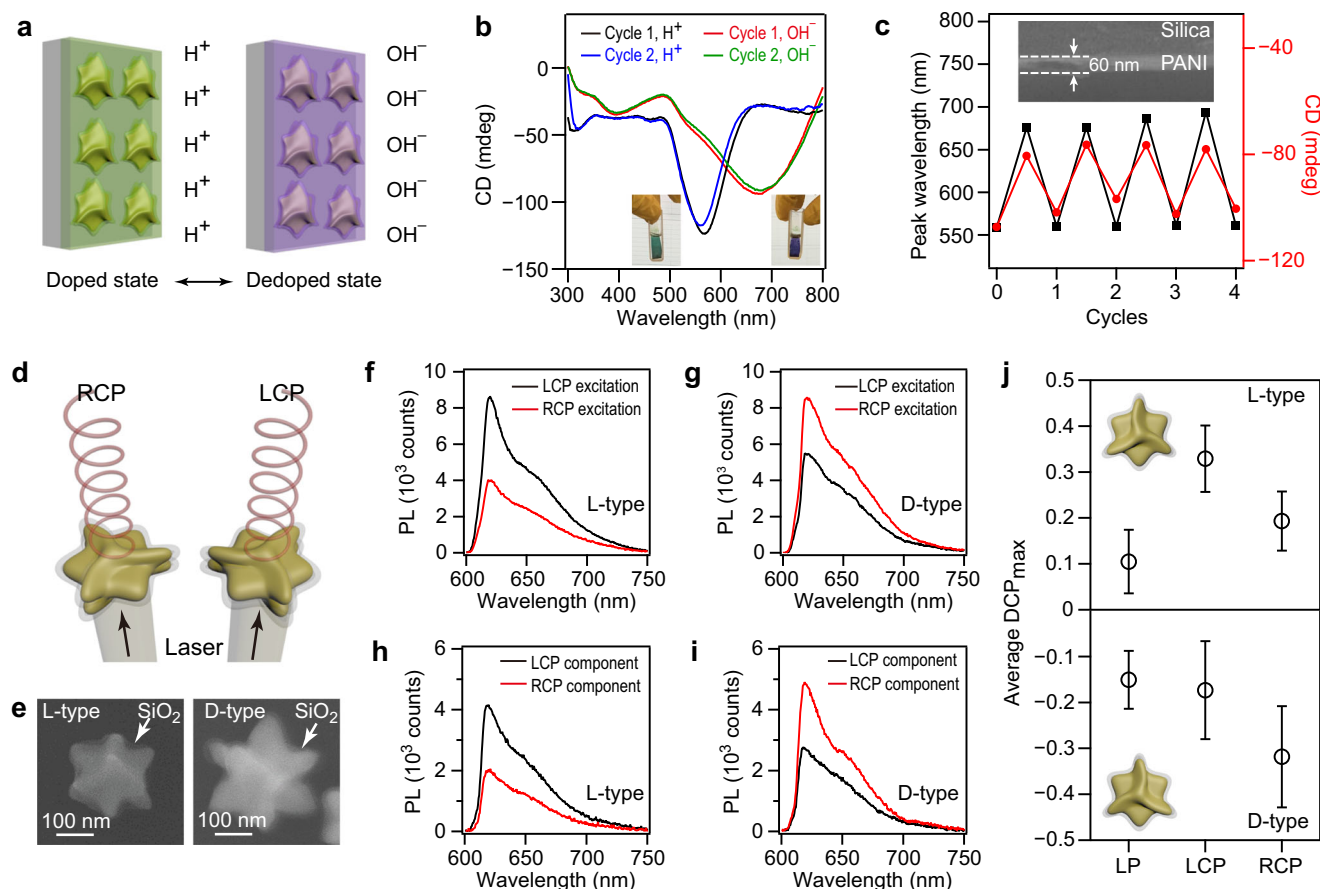 a
H+ OH−
H+ OH−
H+ OH−
H+ OH−
H+ OH−
Doped state Dedoped state
b
Cycle 1, H+ Cycle 1, OH−
Cycle 2, H+ Cycle 2, OH−
CD (mdeg)
0
−50
−100
−150
300 400 500 600 700 800
Wavelength (nm)
c
Silica
PANI
60 nm
Peak wavelength (nm)
800
750
700
650
600
550
CD (mdeg)
−40
−80
−120
0 1 2 3 4
Cycles
d
RCP LCP
Laser
e
L-type SiO2
100 nm
D-type SiO2
100 nm
f
LCP excitation
RCP excitation
L-type
PL (10³ counts)
10
8
6
4
2
0
600 650 700 750
Wavelength (nm)
g
LCP excitation
RCP excitation
D-type
PL (10³ counts)
10
8
6
4
2
0
600 650 700 750
Wavelength (nm)
h
LCP component
RCP component
L-type
PL (10³ counts)
6
4
2
0
600 650 700 750
Wavelength (nm)
i
LCP component
RCP component
D-type
PL (10³ counts)
6
4
2
0
600 650 700 750
Wavelength (nm)
j
L-type
Average DCPmax
0.5
0.4
0.3
0.2
0.1
0
−0.1
−0.2
−0.3
−0.4
−0.5
D-type
LP LCP RCP